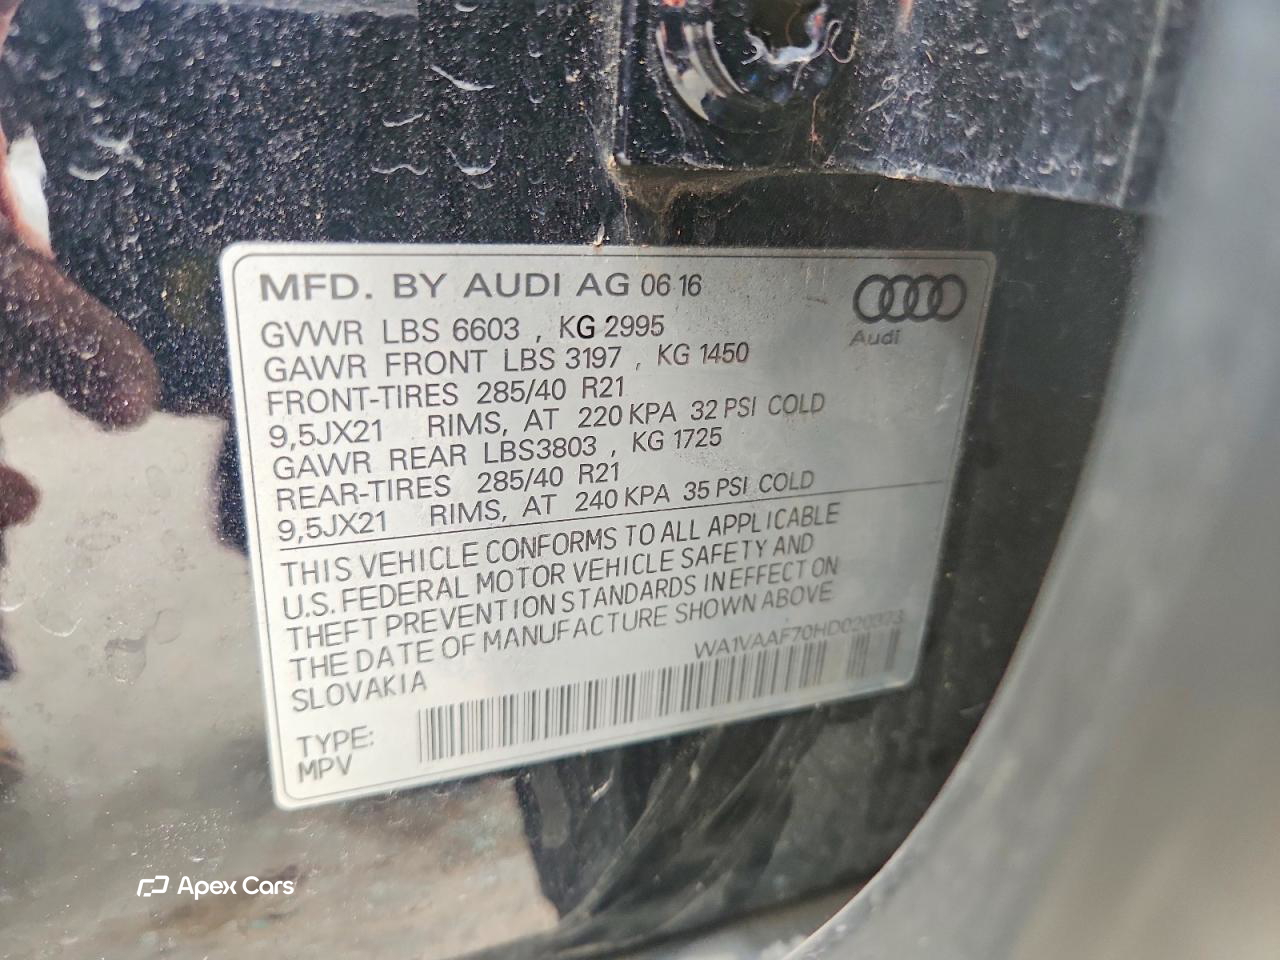 MFD. BY AUDI AG 06 16
Audi
GVWR LBS 6603 , KG 2995
GAWR FRONT LBS 3197 , KG 1450
FRONT-TIRES 285/40 R21
9,5JX21 RIMS, AT 220 KPA 32 PSI COLD
GAWR REAR LBS3803 , KG 1725
REAR-TIRES 285/40 R21
9,5JX21 RIMS, AT 240 KPA 35 PSI COLD
THIS VEHICLE CONFORMS TO ALL APPLICABLE
U.S. FEDERAL MOTOR VEHICLE SAFETY AND
THEFT PREVENTION STANDARDS IN EFFECT ON
THE DATE OF MANUFACTURE SHOWN ABOVE
SLOVAKIA
TYPE:
MPV
Apex Cars